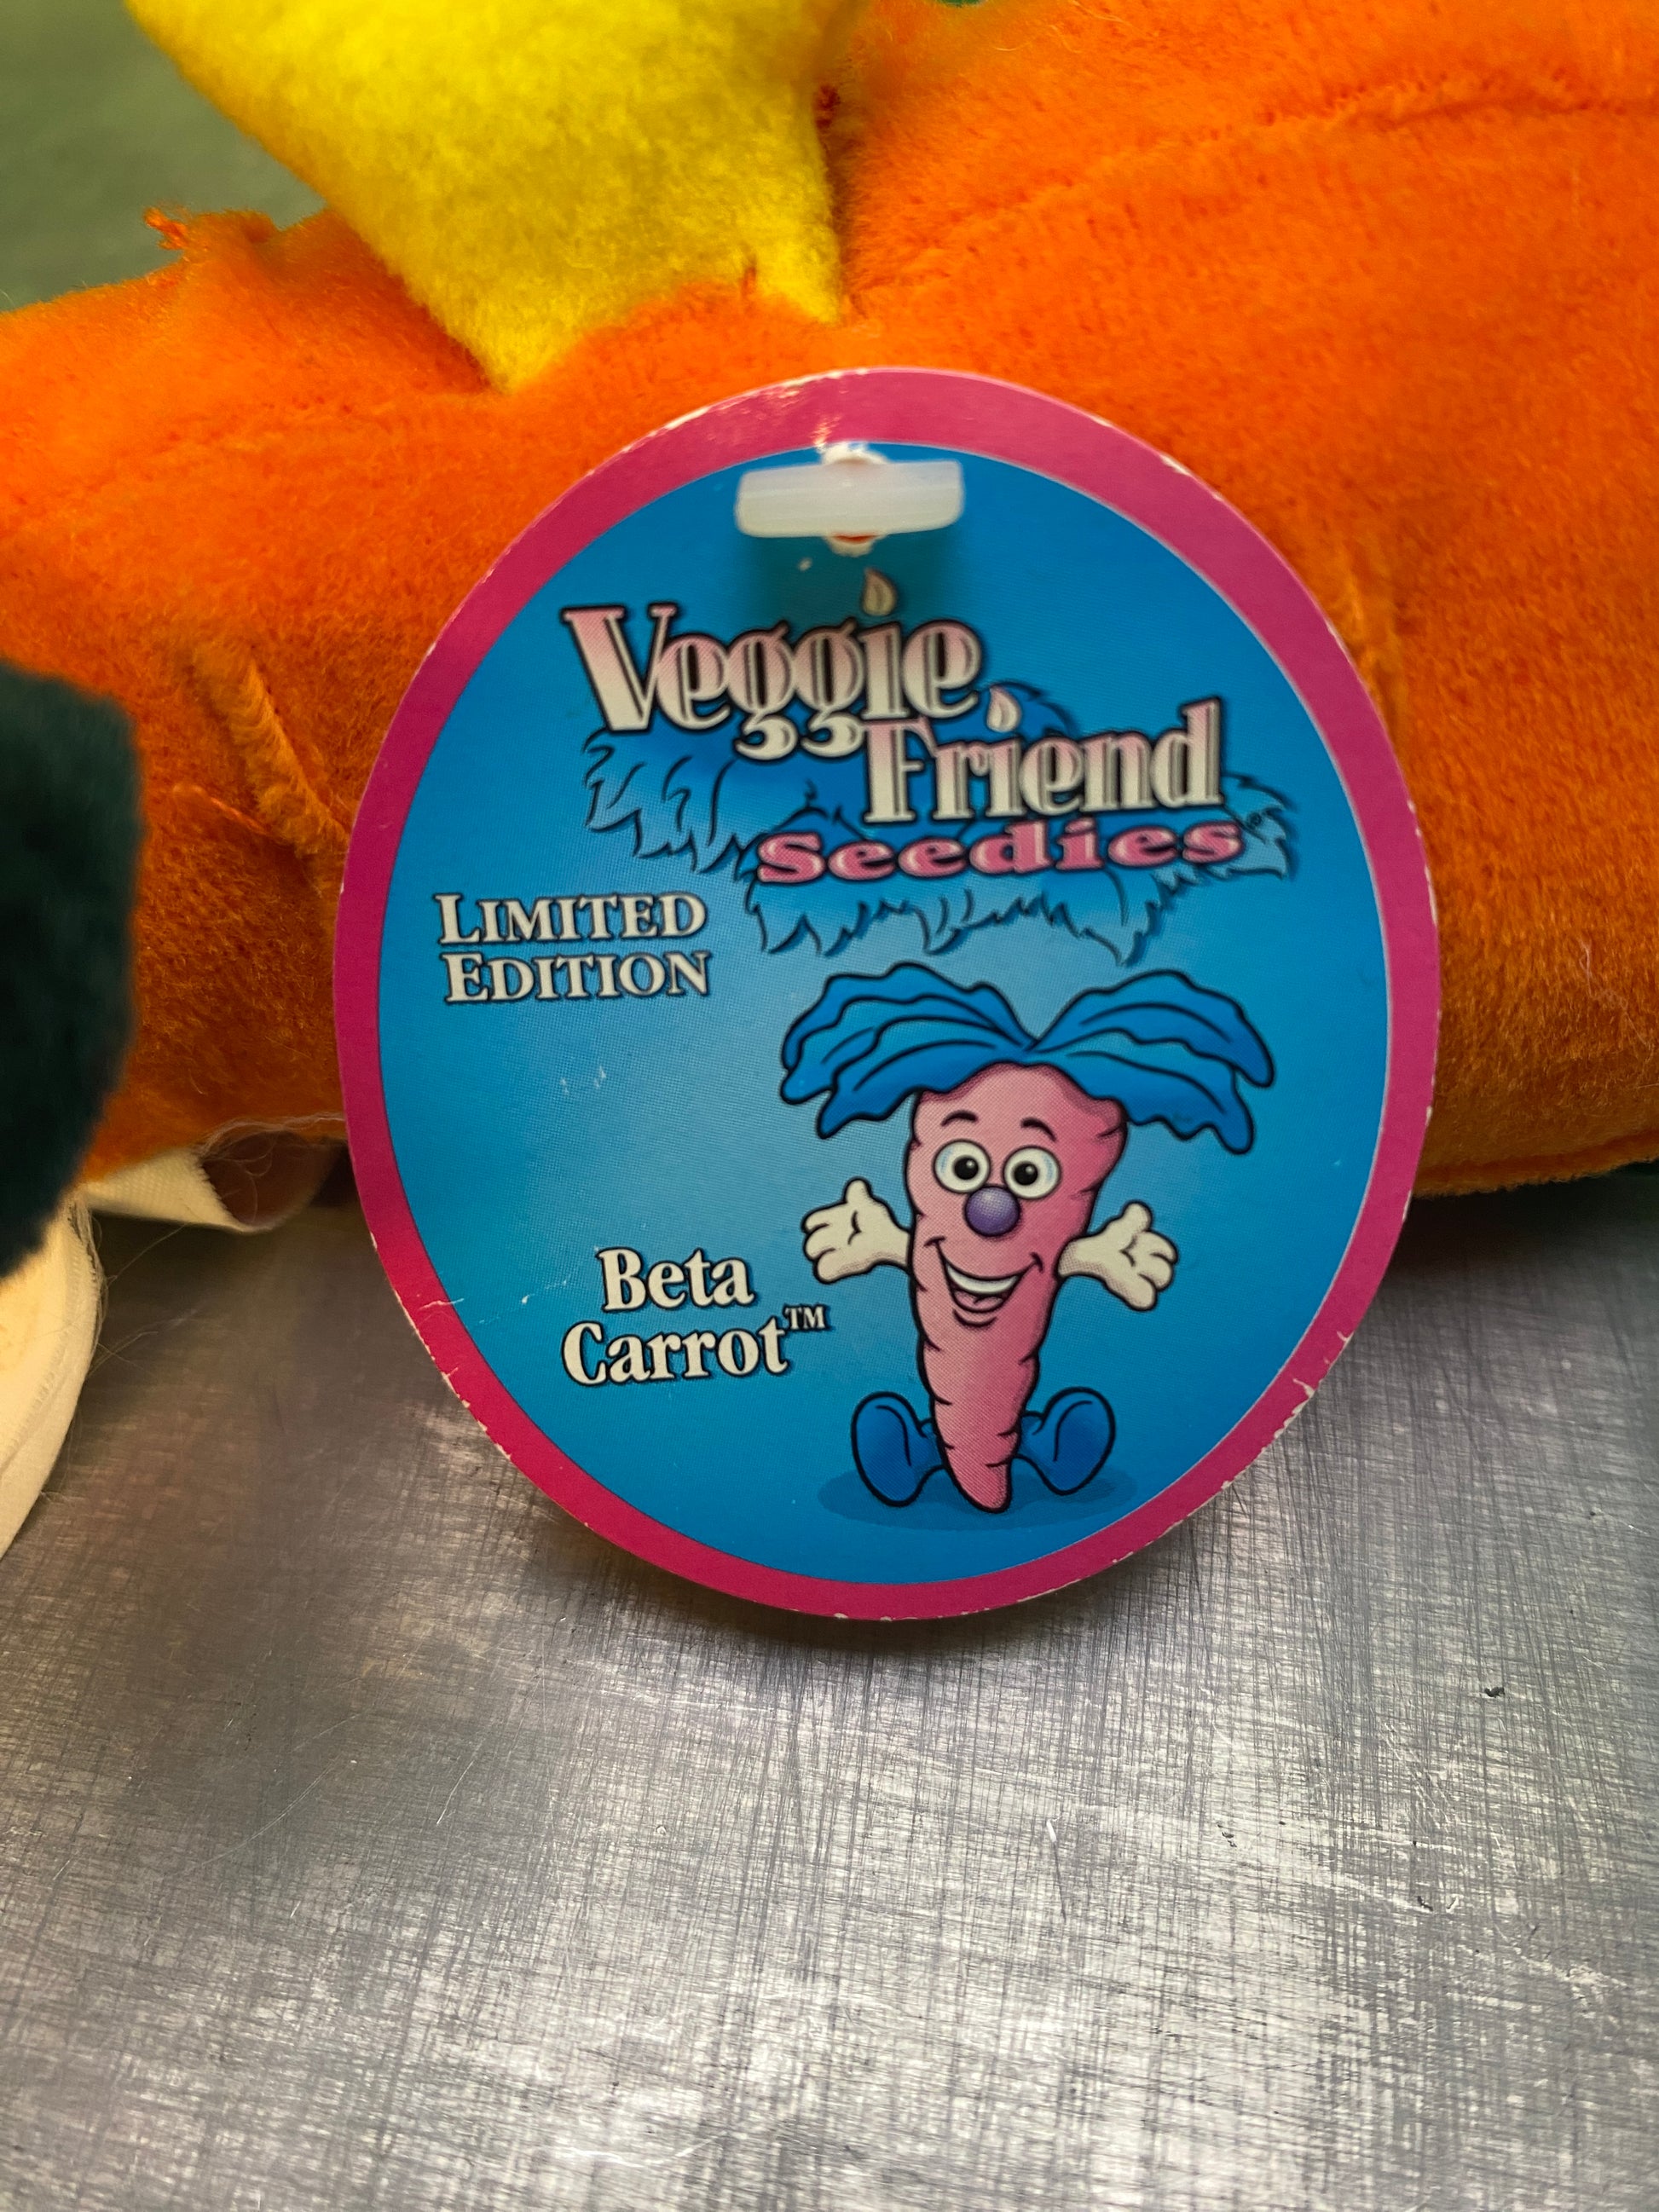 Veggie
Friend
Seedies
LIMITED
EDITION
Beta
Carrot™